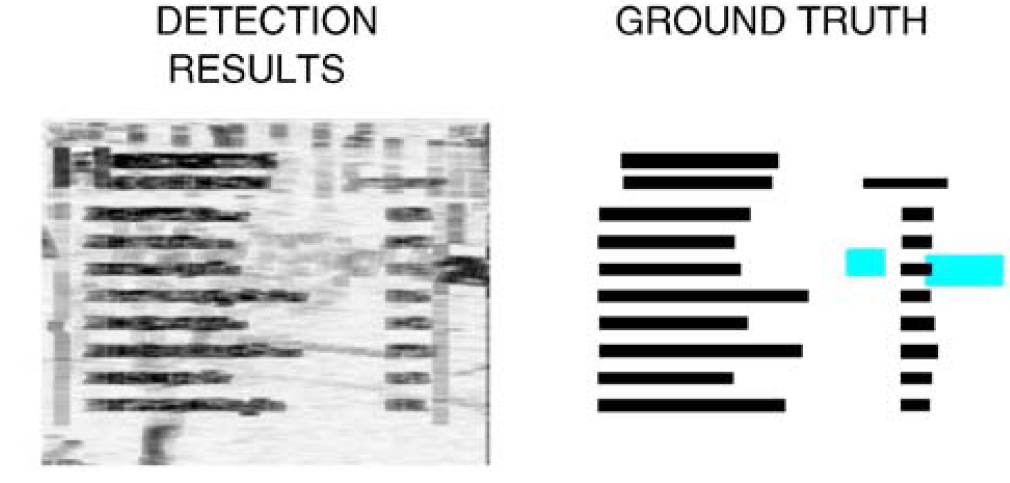 DETECTION
RESULTS
GROUND TRUTH